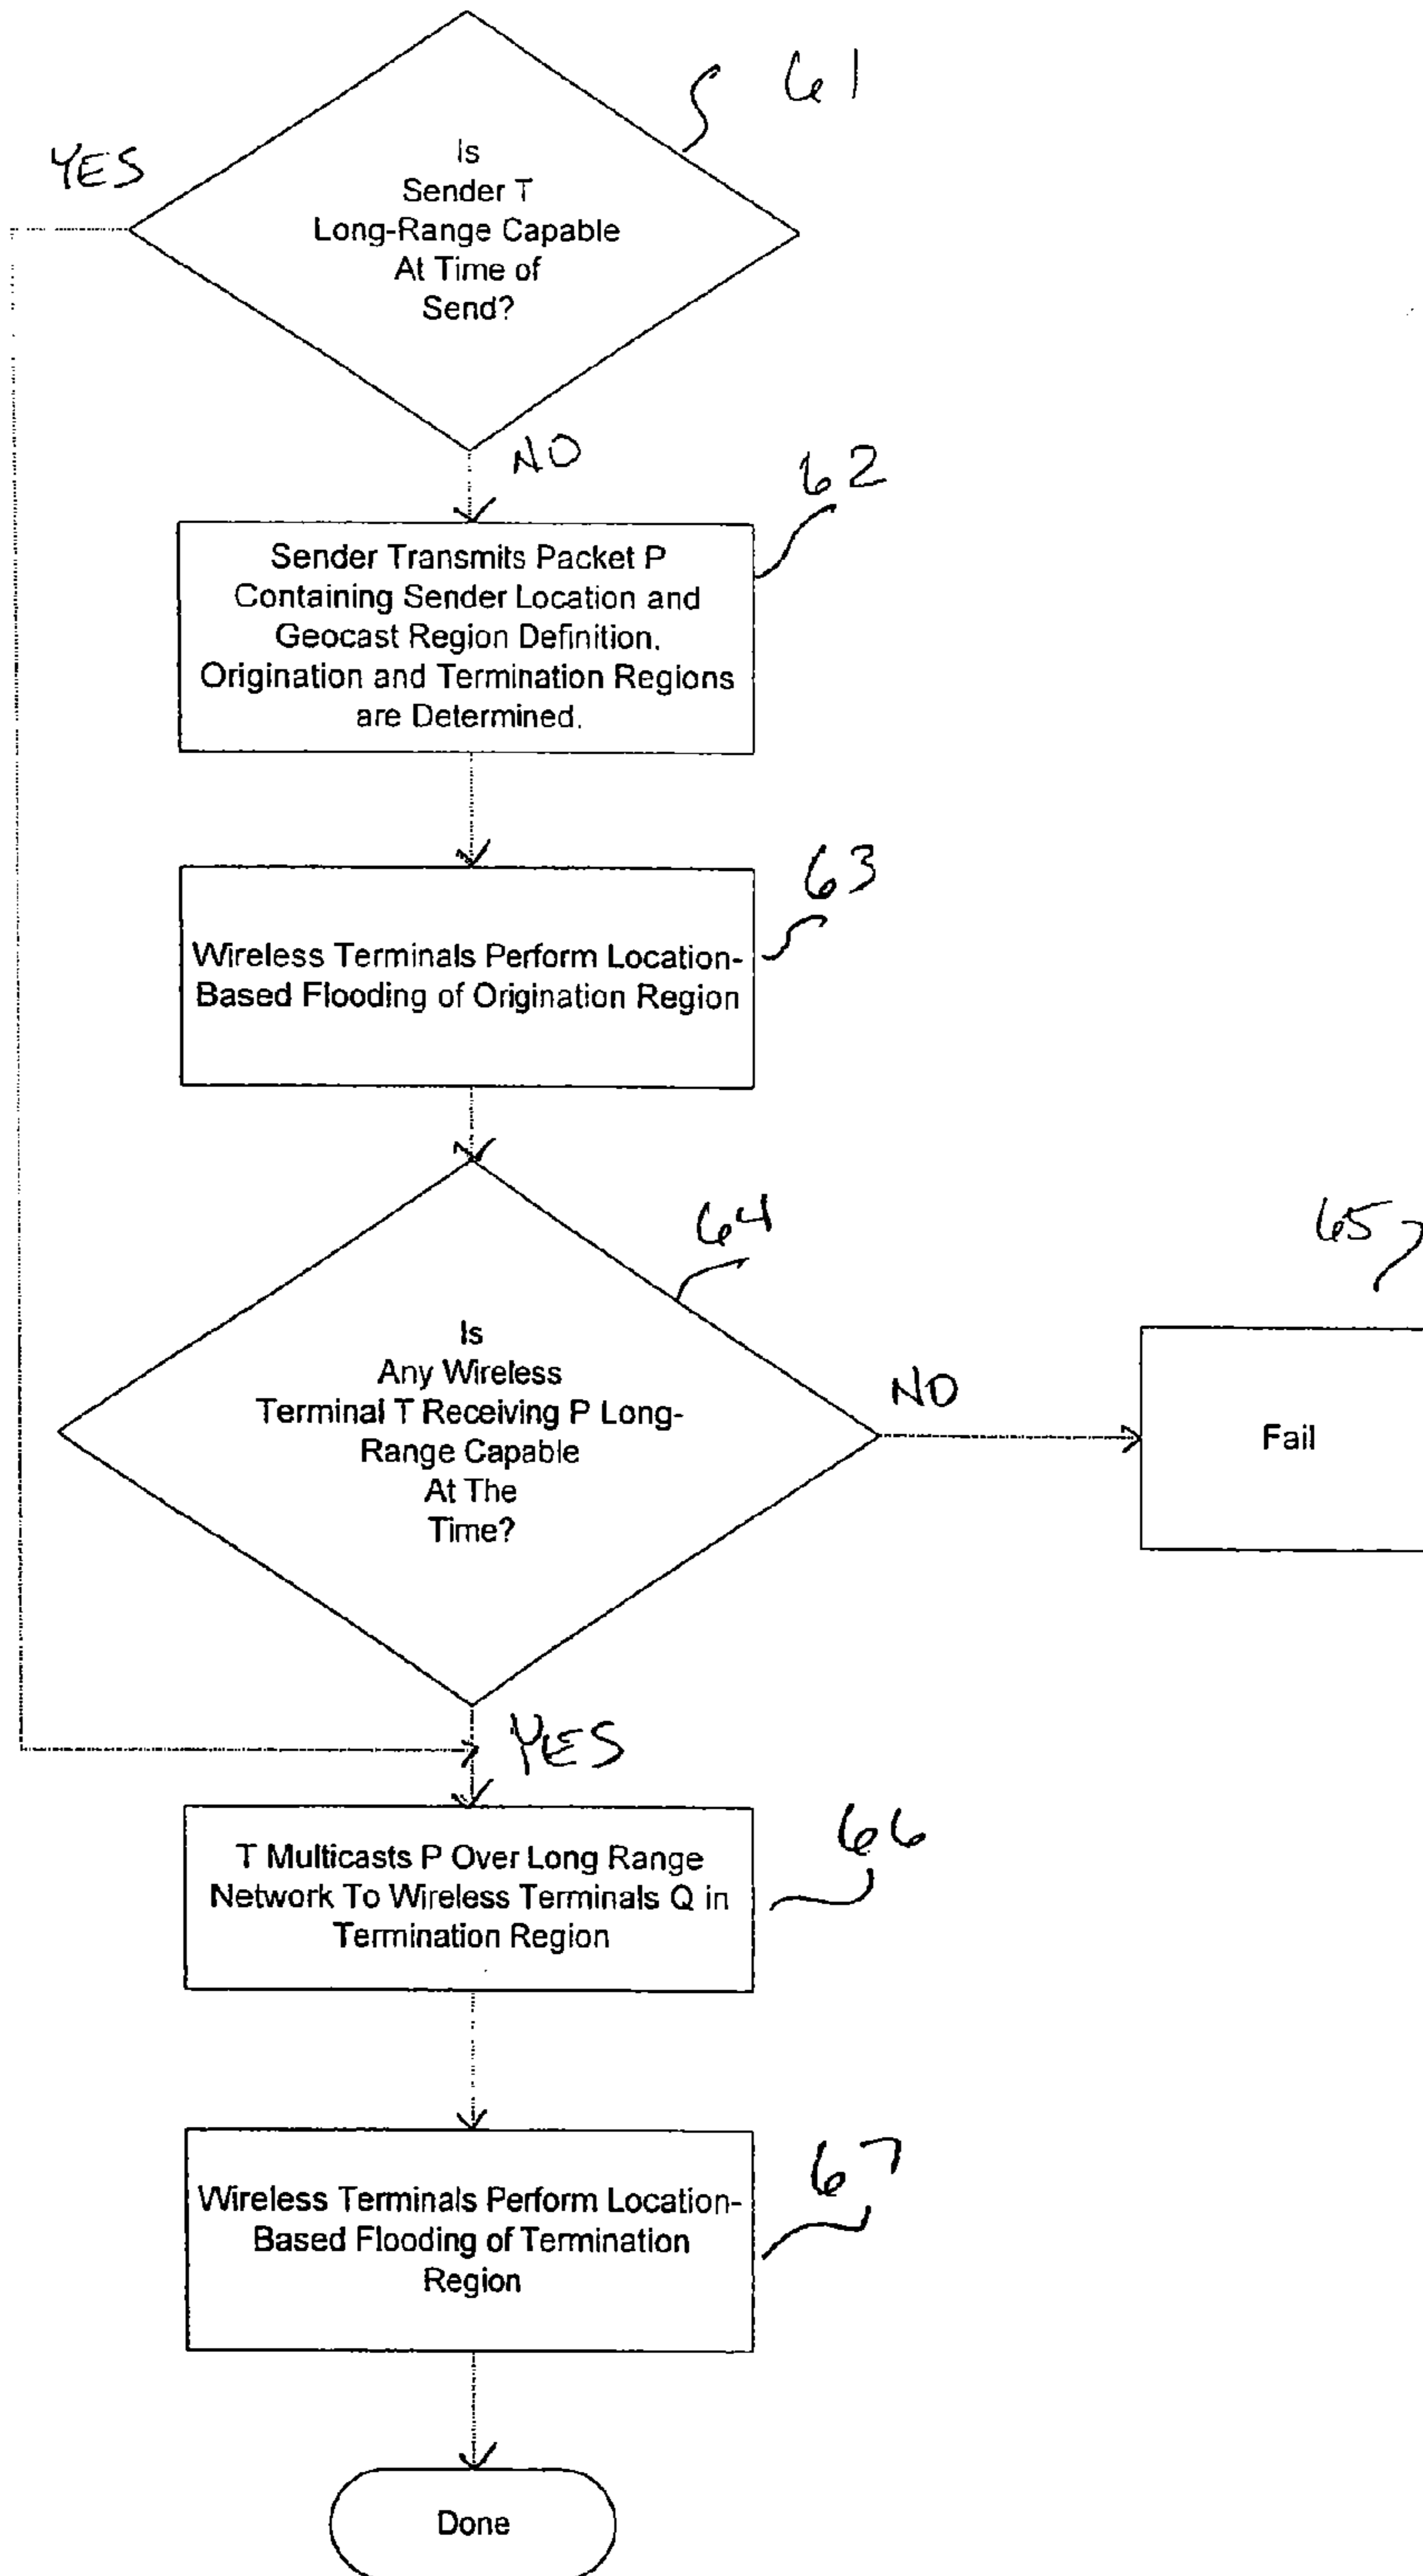 61
YES
Is
Sender T
Long-Range Capable
At Time of
Send?
NO
62
Sender Transmits Packet P
Containing Sender Location and
Geocast Region Definition.
Origination and Termination Regions
are Determined.
63
Wireless Terminals Perform Location-
Based Flooding of Origination Region
64
65
Is
Any Wireless
Terminal T Receiving P Long-
Range Capable
At The
Time?
NO
Fail
YES
66
T Multicasts P Over Long Range
Network To Wireless Terminals Q in
Termination Region
67
Wireless Terminals Perform Location-
Based Flooding of Termination
Region
Done